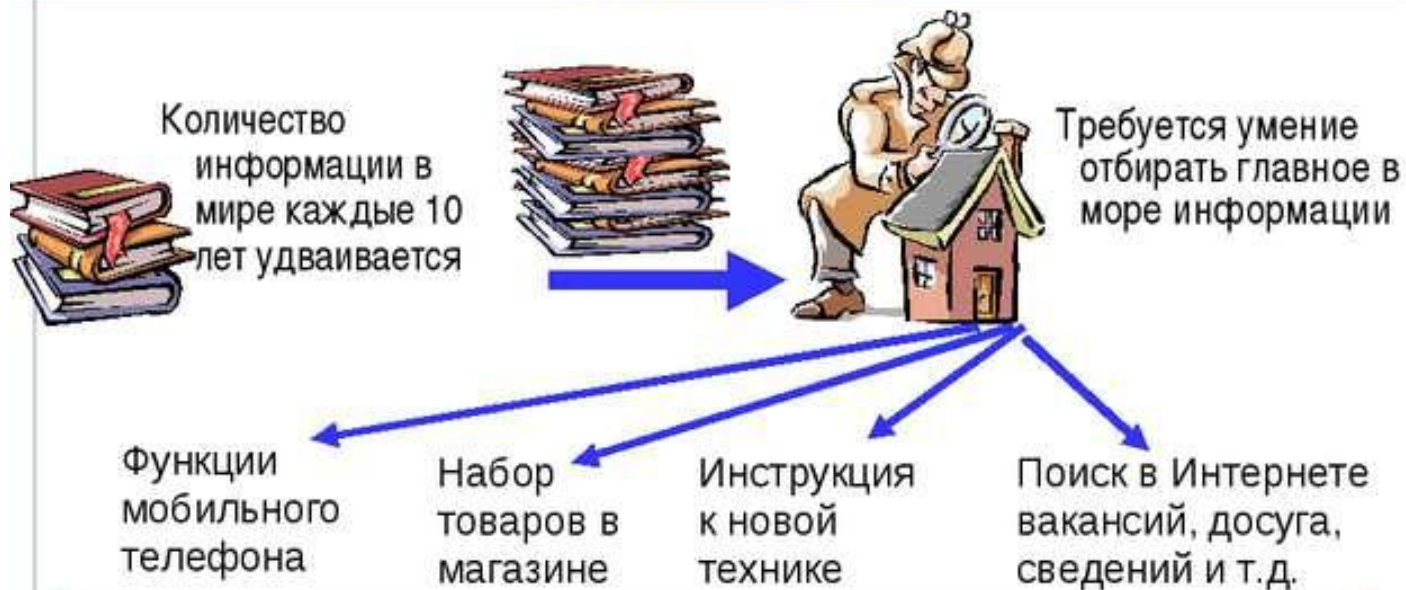 Количество
информации в
мире каждые 10
лет удваивается
Требуется умение
отбирать главное в
море информации
Функции
мобильного
телефона
Набор
товаров в
магазине
Инструкция
к новой
технике
Поиск в Интернете
вакансий, досуга,
сведений и т.д.